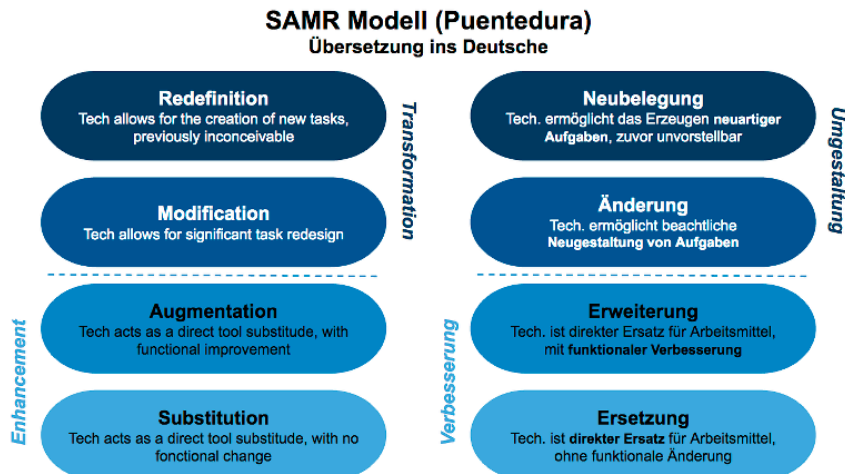 SAMR Modell (Puentedura)
Übersetzung ins Deutsche
Redefinition
Tech allows for the creation of new tasks,
previously inconceivable
Modification
Tech allows for significant task redesign
Transformation
Augmentation
Tech acts as a direct tool substitude, with
functional improvement
Substitution
Tech acts as a direct tool substitude, with no
fonctional change
Enhancement
Neubelegung
Tech. ermöglicht das Erzeugen neuartiger
Aufgaben, zuvor unvorstellbar
Änderung
Tech. ermöglicht beachtliche
Neugestaltung von Aufgaben
Umgestaltung
Erweiterung
Tech. ist direkter Ersatz für Arbeitsmittel,
mit funktionaler Verbesserung
Ersetzung
Tech. ist direkter Ersatz für Arbeitsmittel,
ohne funktionale Änderung
Verbesserung